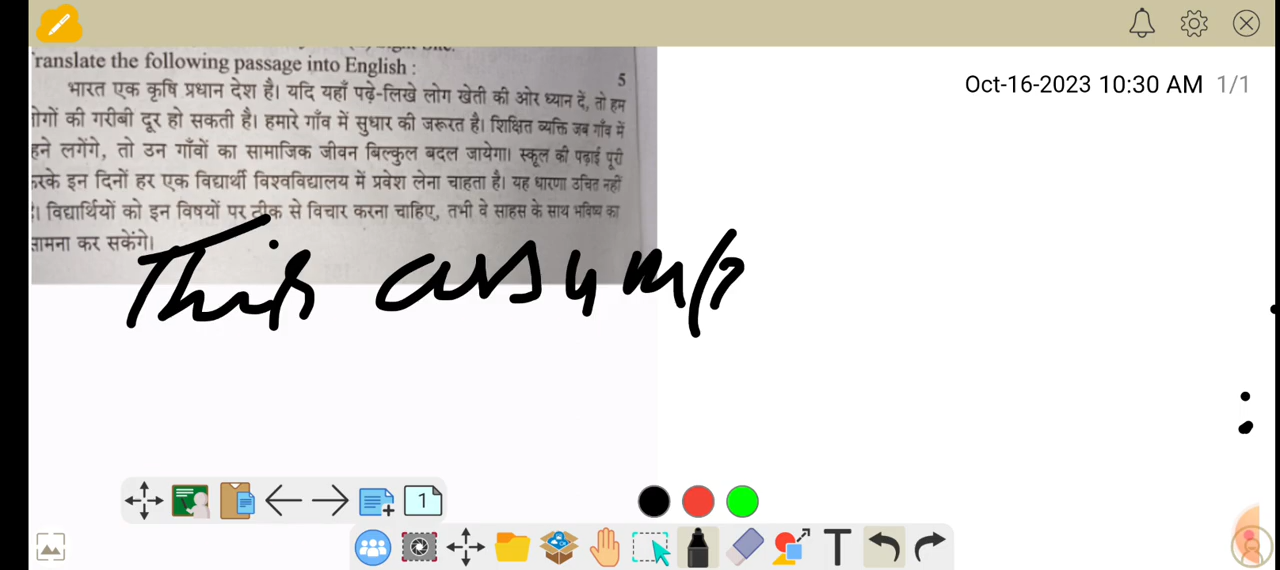 Translate the following passage into English :
5
भारत एक कृषि प्रधान देश है। यदि यहाँ पढ़े-लिखे लोग खेती की ओर ध्यान दें, तो हम
लोगों की गरीबी दूर हो सकती है। हमारे गाँव में सुधार की जरूरत है। शिक्षित व्यक्ति जब गाँव में
रहने लगेंगे, तो उन गाँवों का सामाजिक जीवन बिल्कुल बदल जायेगा। स्कूल की पढ़ाई पूरी
करके इन दिनों हर एक विद्यार्थी विश्वविद्यालय में प्रवेश लेना चाहता है। यह धारणा उचित नहीं
है। विद्यार्थियों को इन विषयों पर ठीक से विचार करना चाहिए, तभी वे साहस के साथ भविष्य का
सामना कर सकेंगे।
This assump
Oct-16-2023 10:30 AM 1/1
1
T